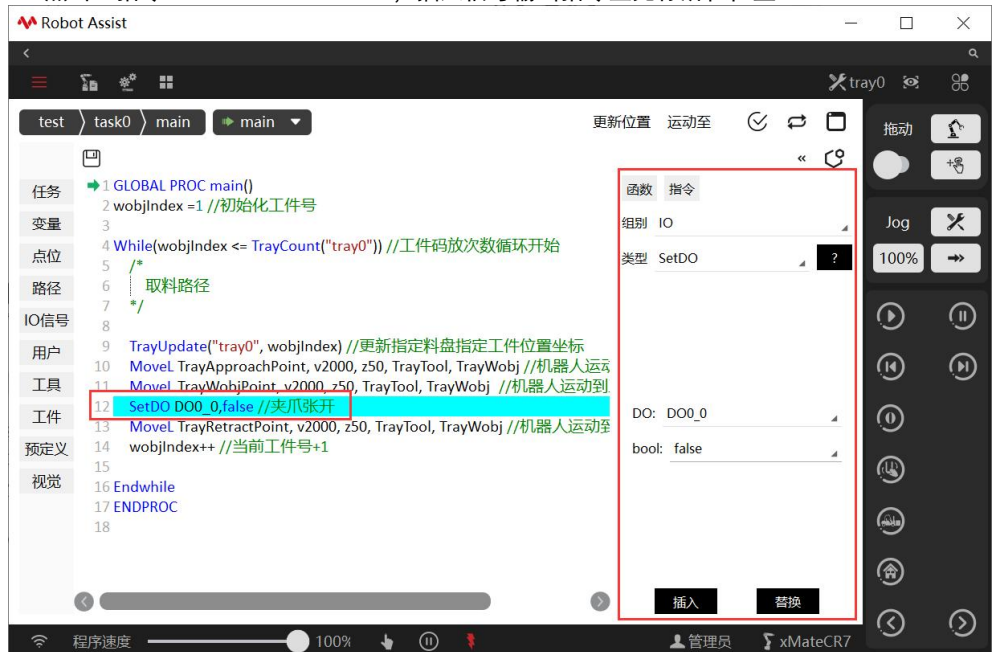 Robot Assist
tray0
test task0 main main
更新位置 运动至
拖动
任务
变量
点位
路径
IO信号
用户
工具
工件
预定义
视觉
1 GLOBAL PROC main()
2 wobjIndex =1 //初始化工件号
3
4 While(wobjIndex <= TrayCount("tray0")) //工件码放次数循环开始
5 /*
6 取料路径
7 */
8
9 TrayUpdate("tray0", wobjIndex) //更新指定料盘指定工件位置坐标
10 MoveL TrayApproachPoint, v2000, z50, TrayTool, TrayWobj //机器人运动
11 MoveL TrayWobjPoint, v2000, z50, TrayTool, TrayWobj //机器人运动到
12 SetDO DO0_0,false //夹爪张开
13 MoveL TrayRetractPoint, v2000, z50, TrayTool, TrayWobj //机器人运动到
14 wobjIndex++ //当前工件号+1
15
16 Endwhile
17 ENDPROC
18
函数 指令
组别 IO
类型 SetDO ?
DO: DO0_0
bool: false
插入 替换
Jog
100%
程序速度 100% 管理员 xMateCR7